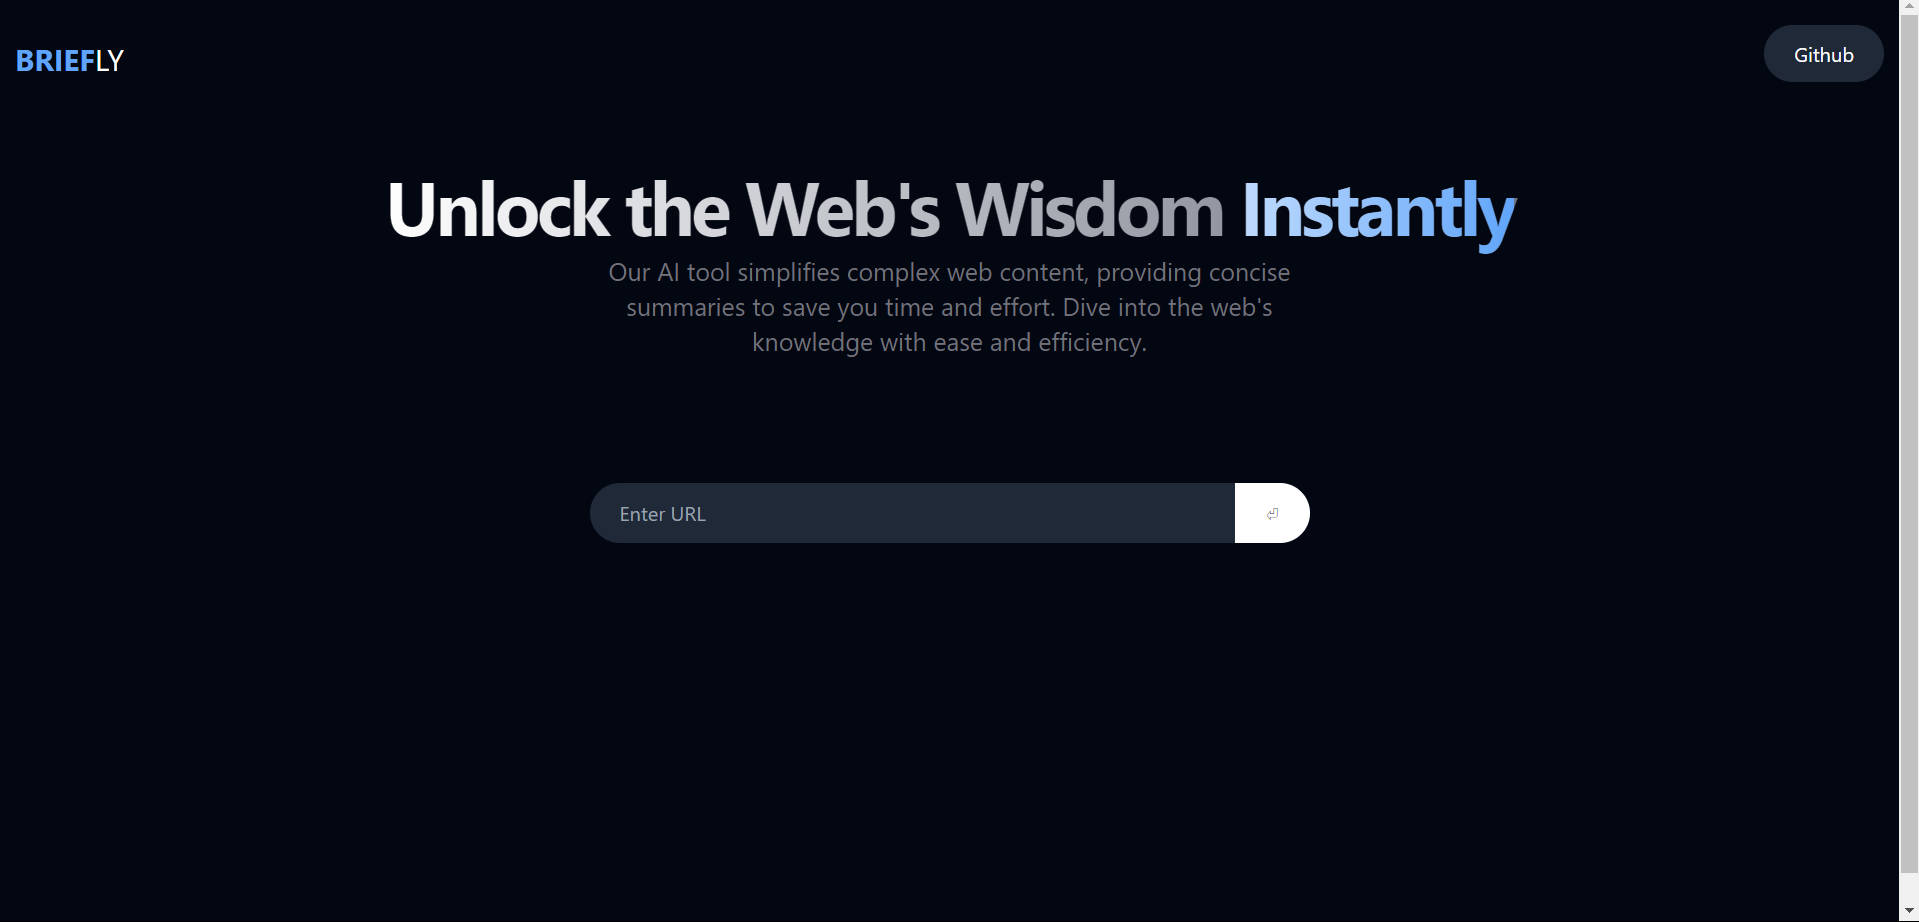 BRIEFLY
Github
Unlock the Web's Wisdom Instantly
Our AI tool simplifies complex web content, providing concise
summaries to save you time and effort. Dive into the web's
knowledge with ease and efficiency.
Enter URL